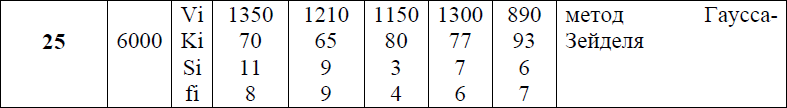 25 6000 Vi 1350 1210 1150 1300 890 метод Гаусса-
Ki 70 65 80 77 93 Зейделя
Si 11 9 3 7 6
fi 8 9 4 6 7